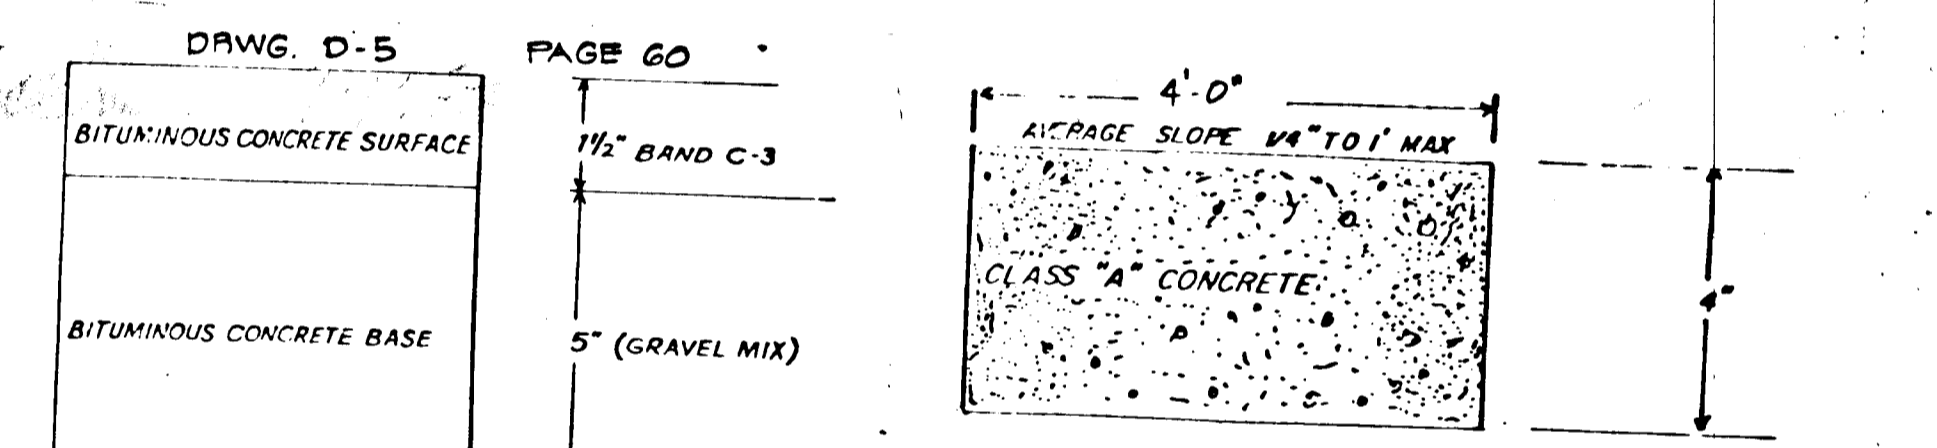 DRWG. D-5 PAGE 60
4'-0"
AVERAGE SLOPE 1/4" TO 1' MAX
BITUMINOUS CONCRETE SURFACE
1½" BAND C-3
CLASS "A" CONCRETE
4"
BITUMINOUS CONCRETE BASE
5" (GRAVEL MIX)